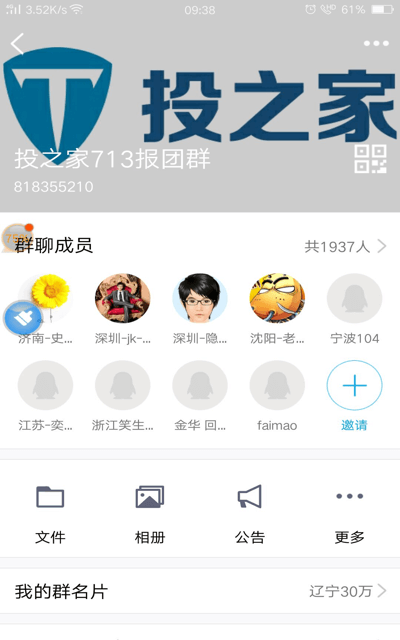 3.52K/s
09:38
61%
投之家
投之家713报团群
818355210
群聊成员
共1937人
济南-史...
深圳-jk-...
深圳-隐...
沈阳-老...
宁波104
江苏-奕...
浙江笑生...
金华 回...
faimao
邀请
文件
相册
公告
更多
我的群名片
辽宁30万